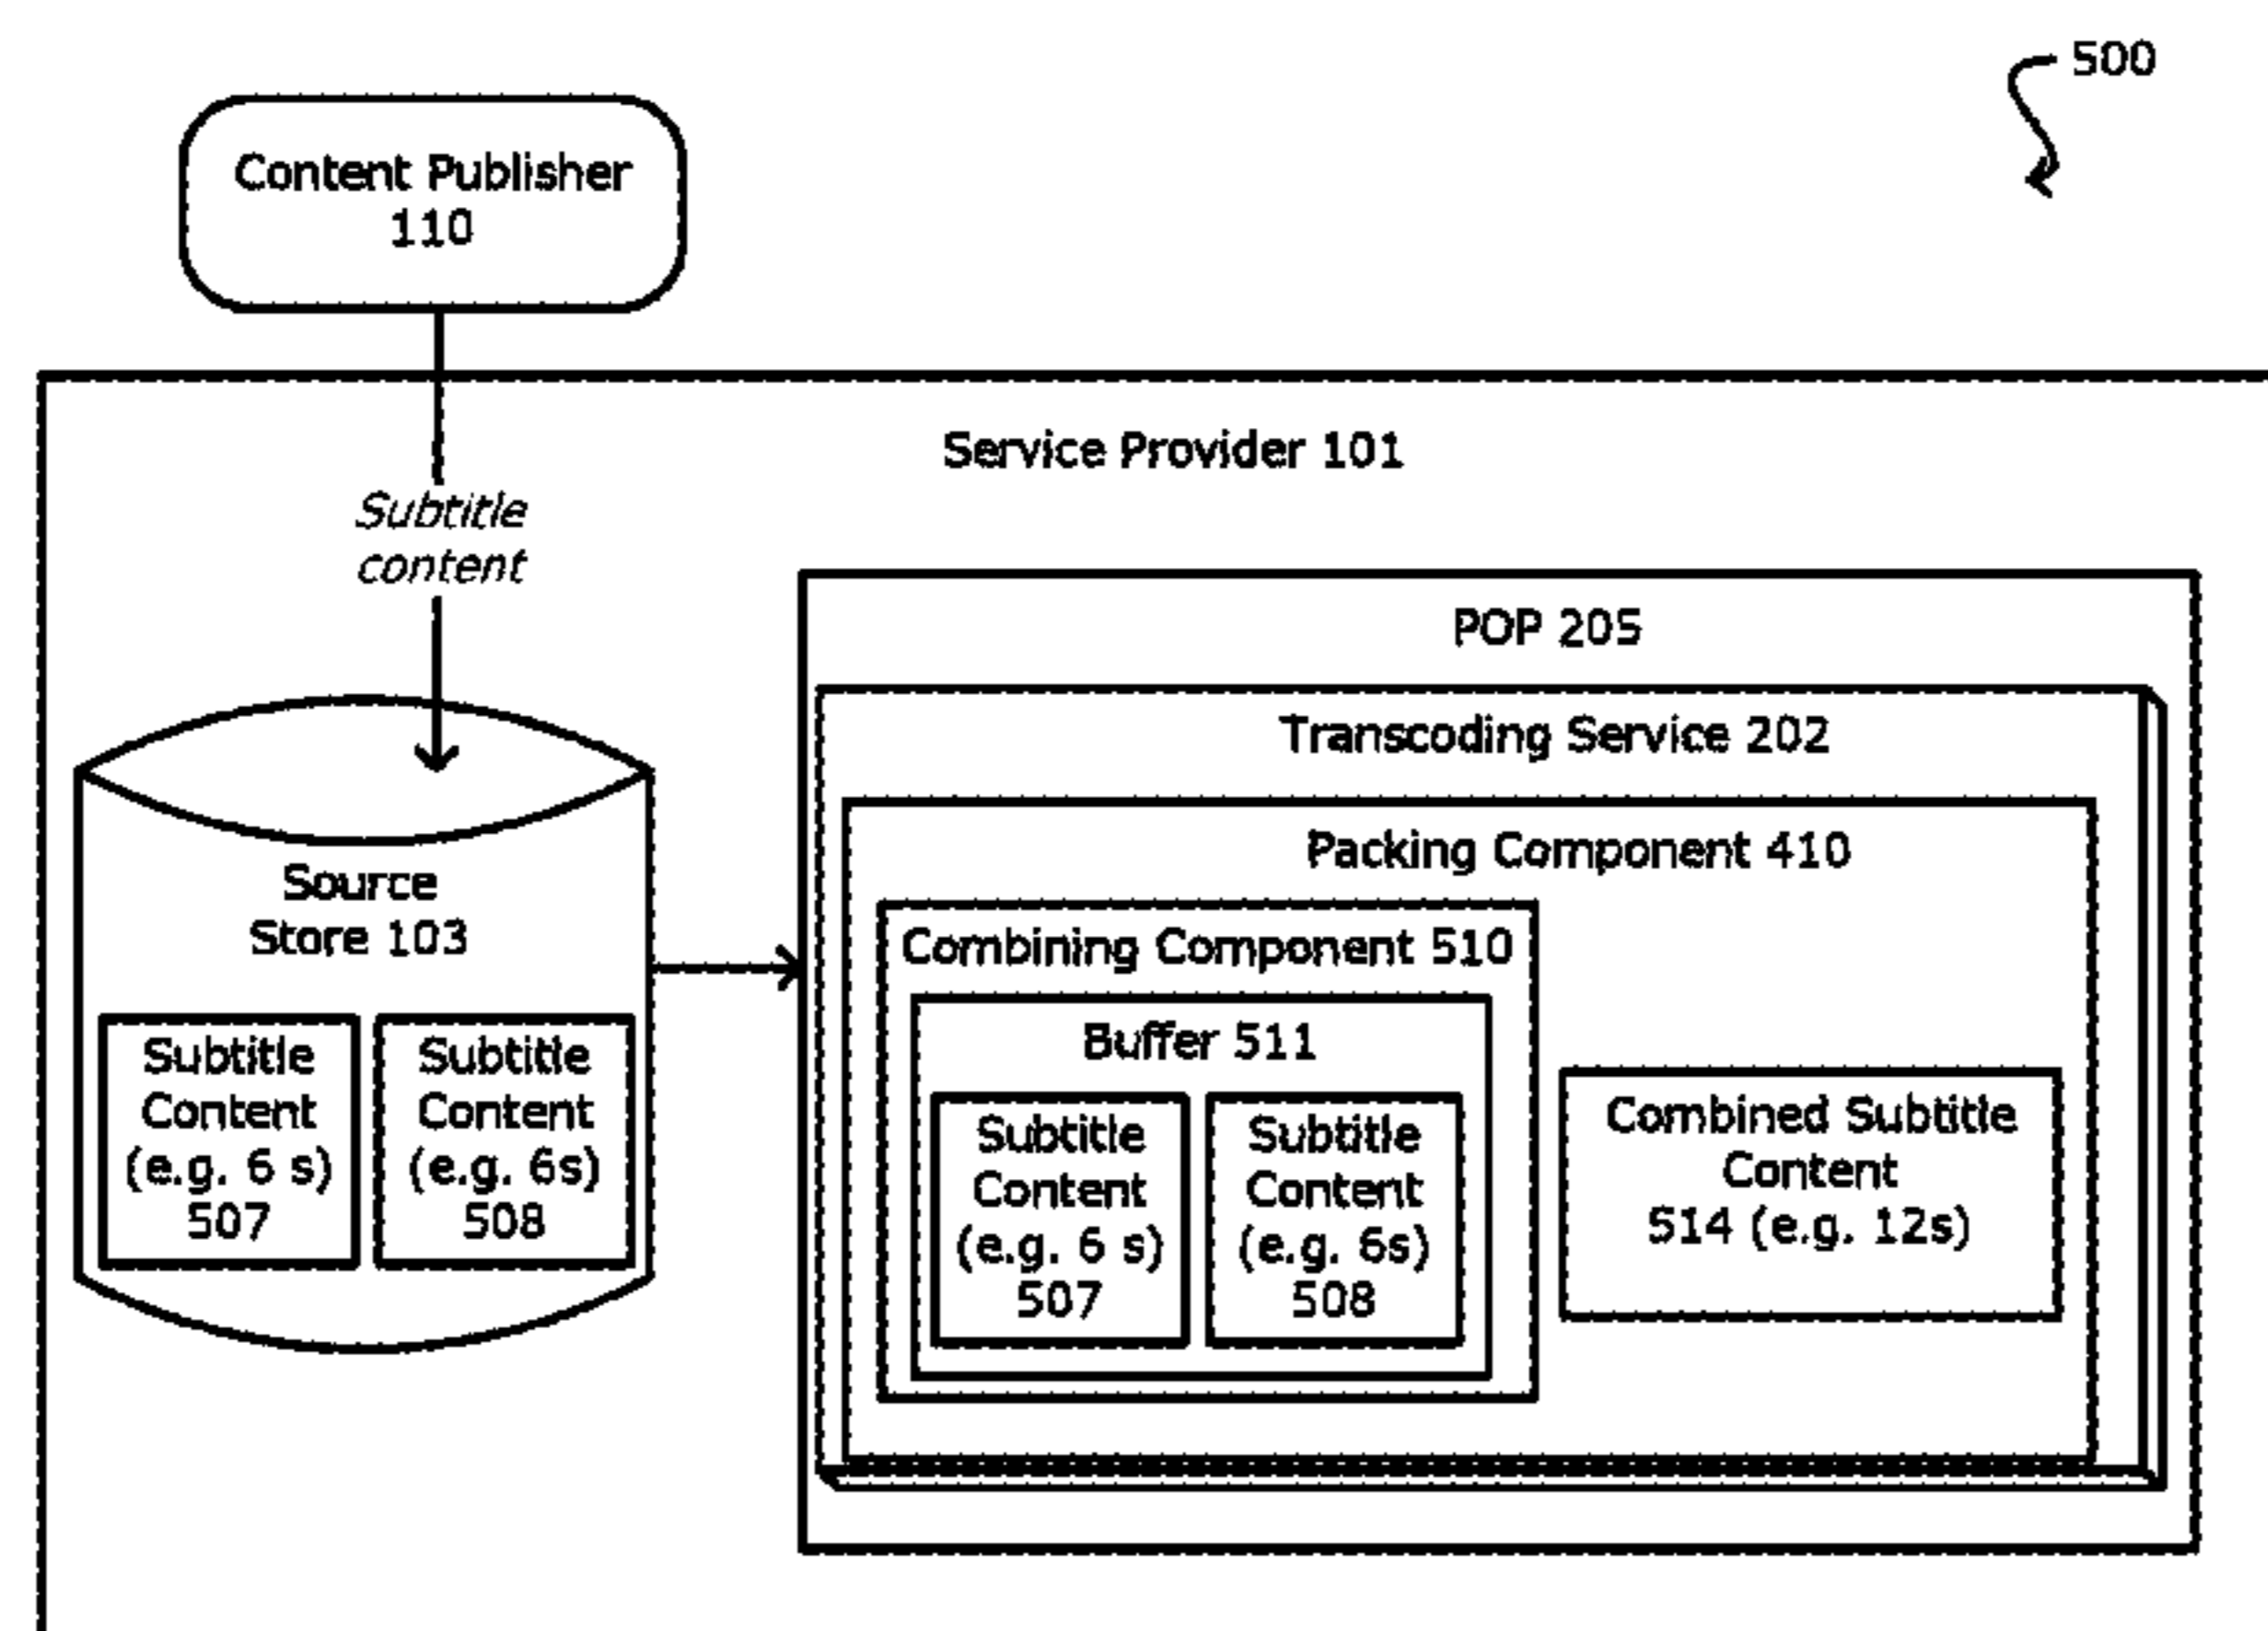 500
Content Publisher
110
Service Provider 101
Subtitle
content
POP 205
Transcoding Service 202
Packing Component 410
Source
Store 103
Combining Component 510
Buffer 511
Subtitle
Content
(e.g. 6 s)
507
Subtitle
Content
(e.g. 6s)
508
Subtitle
Content
(e.g. 6 s)
507
Subtitle
Content
(e.g. 6s)
508
Combined Subtitle
Content
514 (e.g. 12s)